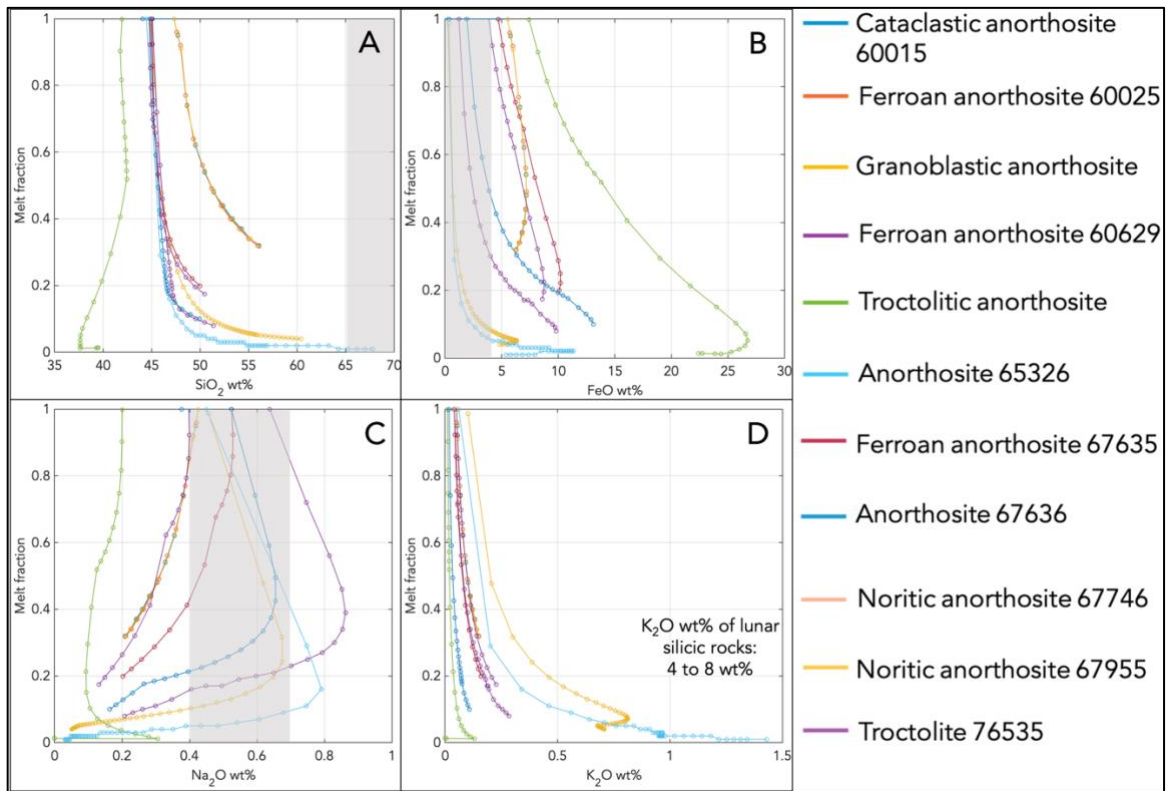 A
Melt fraction
1
0.8
0.6
0.4
0.2
0
35 40 45 50 55 60 65 70
SiO₂ wt%
B
Melt fraction
1
0.8
0.6
0.4
0.2
0
0 5 10 15 20 25 30
FeO wt%
C
Melt fraction
1
0.8
0.6
0.4
0.2
0
0 0.2 0.4 0.6 0.8 1
Na₂O wt%
D
Melt fraction
1
0.8
0.6
0.4
0.2
0
K₂O wt% of lunar
silicic rocks:
4 to 8 wt%
0 0.5 1 1.5
K₂O wt%
Cataclastic anorthosite
60015
Ferroan anorthosite 60025
Granoblastic anorthosite
Ferroan anorthosite 60629
Troctolitic anorthosite
Anorthosite 65326
Ferroan anorthosite 67635
Anorthosite 67636
Noritic anorthosite 67746
Noritic anorthosite 67955
Troctolite 76535